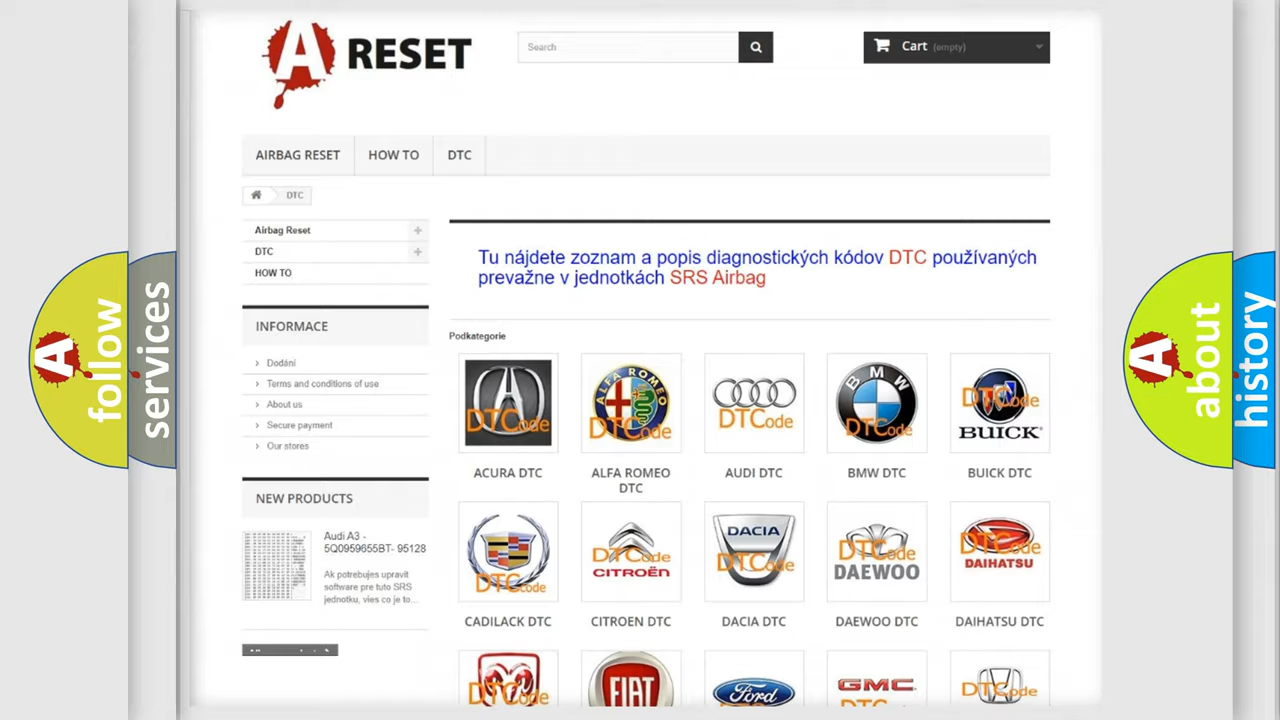 A RESET
Search
Cart (empty)
AIRBAG RESET
HOW TO
DTC
DTC
Airbag Reset
DTC
HOW TO
INFORMACE
Dodání
Terms and conditions of use
About us
Secure payment
Our stores
NEW PRODUCTS
Audi A3 -
5Q0959655BT- 95128
Ak potrebujes upravit
software pre tuto SRS
jednotku, vies co je to...
Tu nájdete zoznam a popis diagnostických kódov DTC používaných
prevažne v jednotkách SRS Airbag
Podkategorie
DTCode
ALFA ROMEO
DTCode
DTCode
BMW
DTCode
DTCode
BUICK
ACURA DTC
ALFA ROMEO
DTC
AUDI DTC
BMW DTC
BUICK DTC
DTCode
DTCode
CITROËN
DACIA
DTCode
DTCode
DAEWOO
DTCode
DAIHATSU
CADILACK DTC
CITROEN DTC
DACIA DTC
DAEWOO DTC
DAIHATSU DTC
DTCode
FIAT
Ford
GMC
DTCode
A follow
services
A about
history